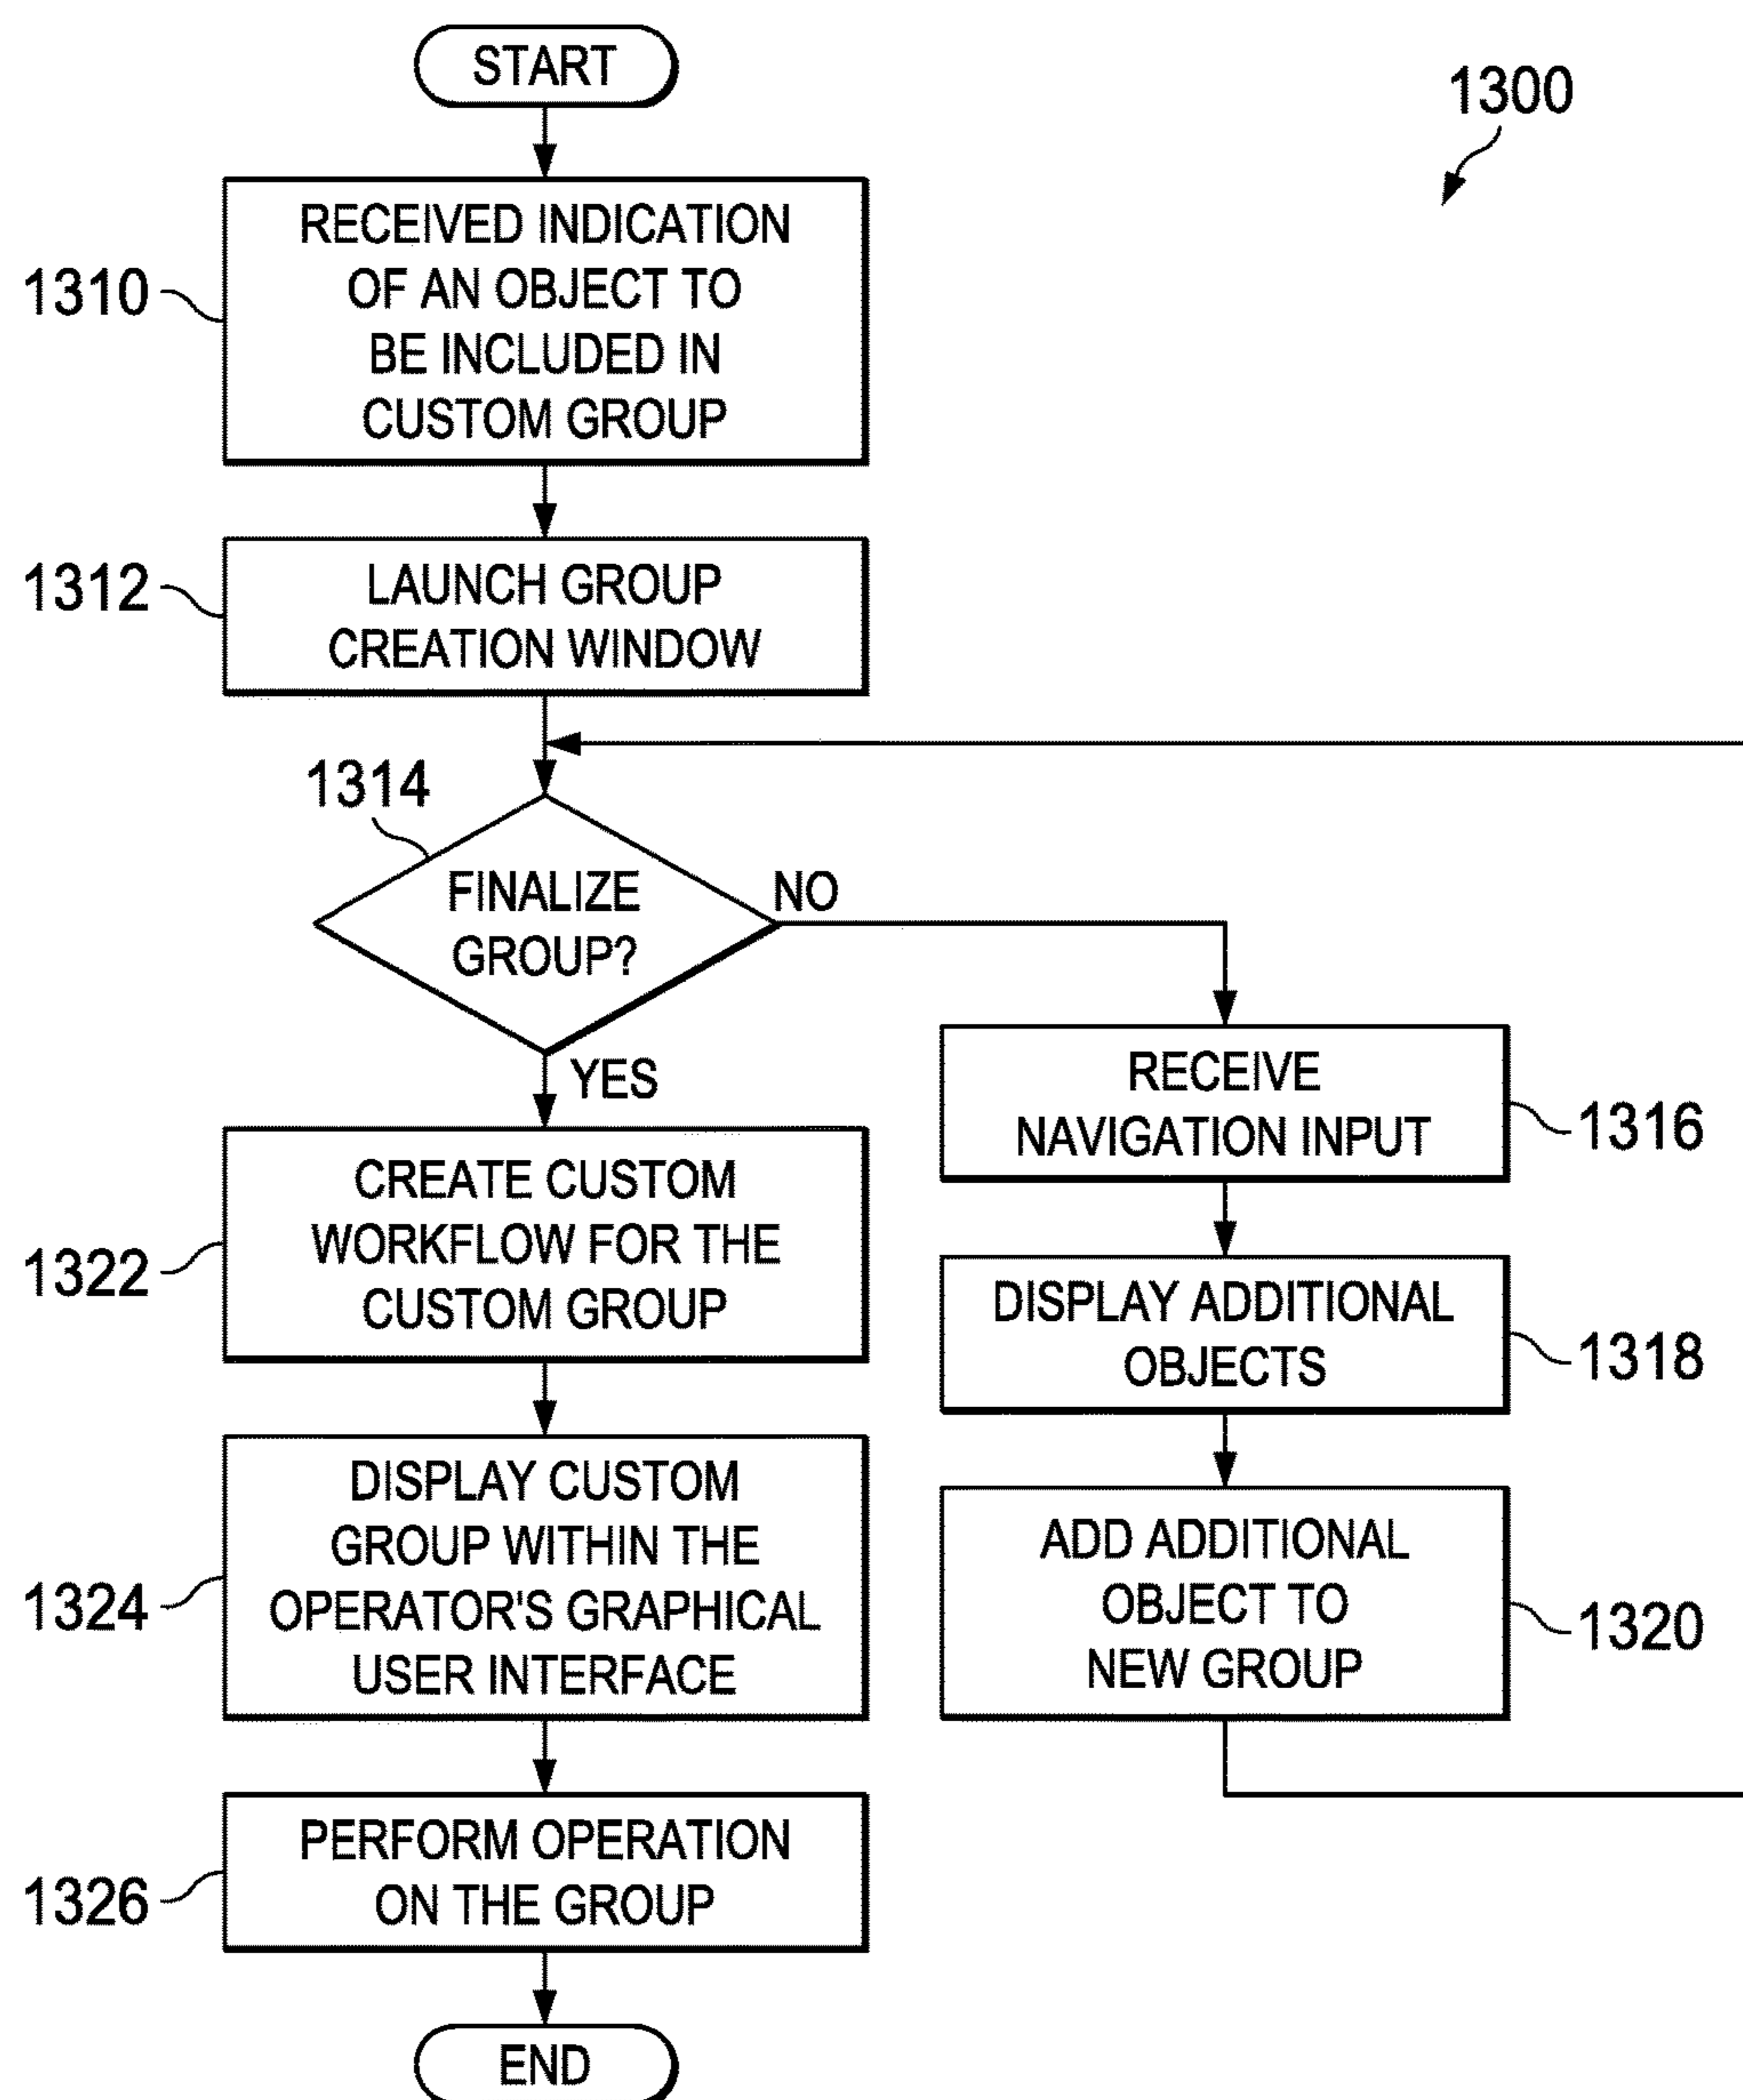 START
1300
RECEIVED INDICATION
OF AN OBJECT TO
BE INCLUDED IN
CUSTOM GROUP
1310
LAUNCH GROUP
CREATION WINDOW
1312
1314
FINALIZE
GROUP?
NO
YES
RECEIVE
NAVIGATION INPUT
1316
CREATE CUSTOM
WORKFLOW FOR THE
CUSTOM GROUP
1322
DISPLAY ADDITIONAL
OBJECTS
1318
DISPLAY CUSTOM
GROUP WITHIN THE
OPERATOR'S GRAPHICAL
USER INTERFACE
1324
ADD ADDITIONAL
OBJECT TO
NEW GROUP
1320
PERFORM OPERATION
ON THE GROUP
1326
END